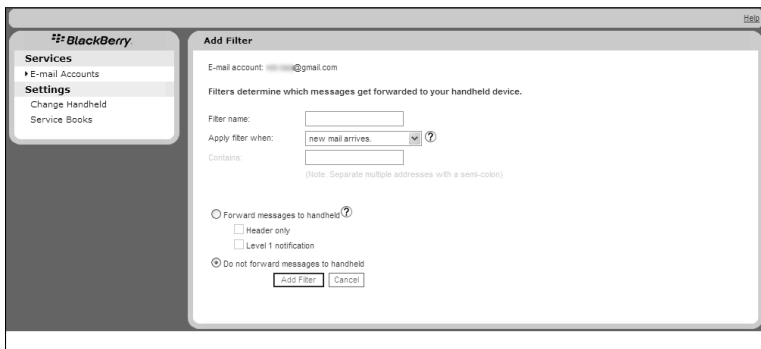 Help
BlackBerry.
Services
E-mail Accounts
Settings
Change Handheld
Service Books
Add Filter
E-mail account: @gmail.com
Filters determine which messages get forwarded to your handheld device.
Filter name:
Apply filter when: new mail arrives. ?
Contains:
(Note. Separate multiple addresses with a semi-colon)
Forward messages to handheld ?
Header only
Level 1 notification
Do not forward messages to handheld
Add Filter Cancel